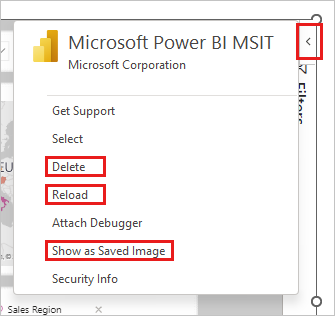 Microsoft Power BI MSIT
Microsoft Corporation
Get Support
Select
Delete
Reload
Attach Debugger
Show as Saved Image
Security Info
Filters
EU
Sales Region